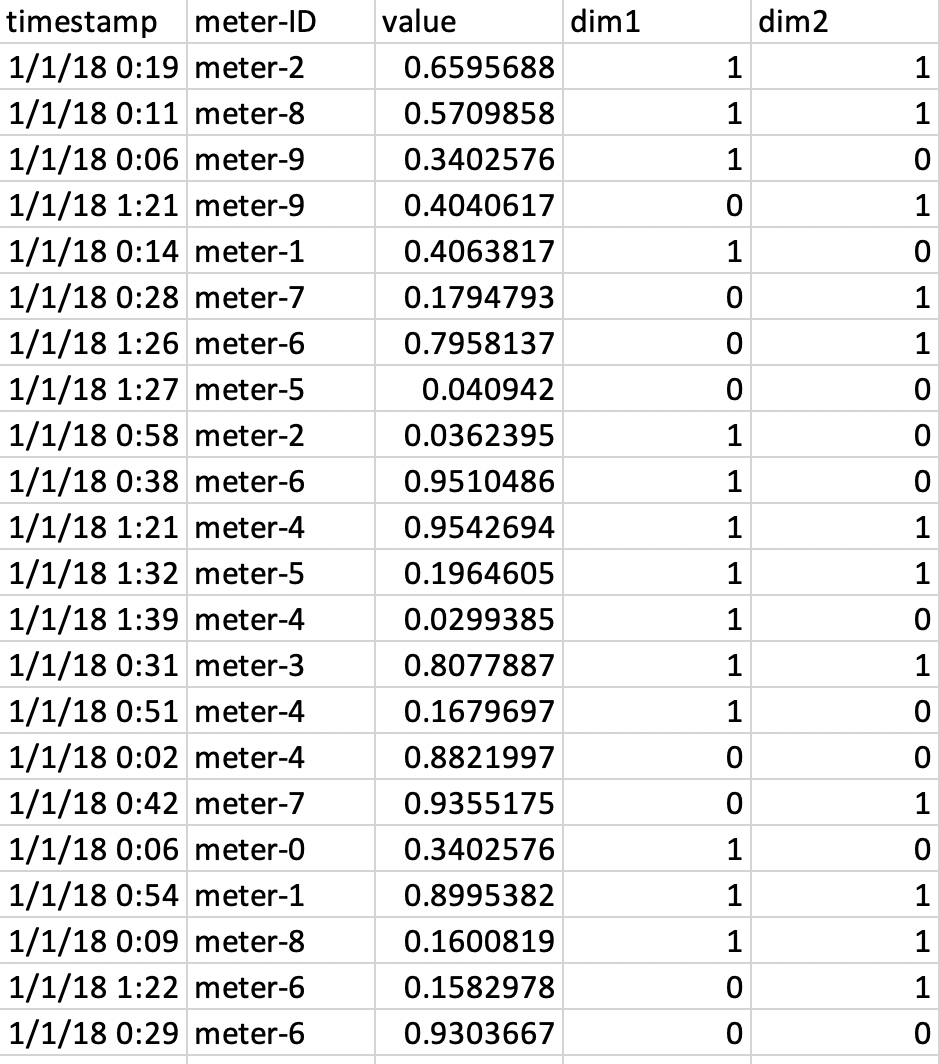 timestamp meter-ID value dim1 dim2
1/1/18 0:19 meter-2 0.6595688 1 1
1/1/18 0:11 meter-8 0.5709858 1 1
1/1/18 0:06 meter-9 0.3402576 1 0
1/1/18 1:21 meter-9 0.4040617 0 1
1/1/18 0:14 meter-1 0.4063817 1 0
1/1/18 0:28 meter-7 0.1794793 0 1
1/1/18 1:26 meter-6 0.7958137 0 1
1/1/18 1:27 meter-5 0.040942 0 0
1/1/18 0:58 meter-2 0.0362395 1 0
1/1/18 0:38 meter-6 0.9510486 1 0
1/1/18 1:21 meter-4 0.9542694 1 1
1/1/18 1:32 meter-5 0.1964605 1 1
1/1/18 1:39 meter-4 0.0299385 1 0
1/1/18 0:31 meter-3 0.8077887 1 1
1/1/18 0:51 meter-4 0.1679697 1 0
1/1/18 0:02 meter-4 0.8821997 0 0
1/1/18 0:42 meter-7 0.9355175 0 1
1/1/18 0:06 meter-0 0.3402576 1 0
1/1/18 0:54 meter-1 0.8995382 1 1
1/1/18 0:09 meter-8 0.1600819 1 1
1/1/18 1:22 meter-6 0.1582978 0 1
1/1/18 0:29 meter-6 0.9303667 0 0